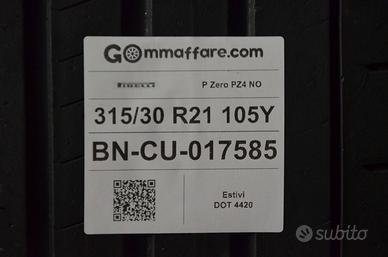 GOmmaffare.com
PIRELLI
P Zero PZ4 NO
315/30 R21 105Y
BN-CU-017585
Estivi
DOT 4420
subito